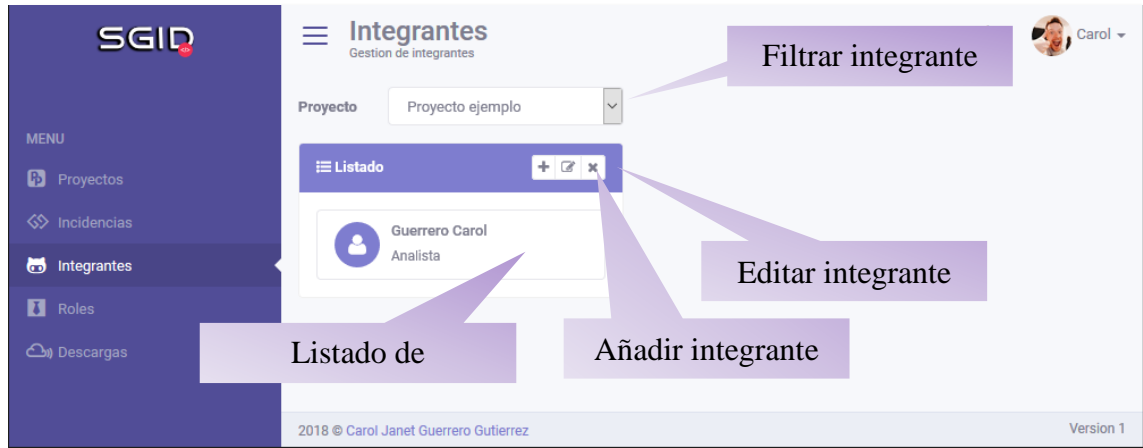 SGID
Integrantes
Gestion de integrantes
Carol
Filtrar integrante
Proyecto
Proyecto ejemplo
MENU
Proyectos
Incidencias
Integrantes
Roles
Descargas
Listado
Guerrero Carol
Analista
Editar integrante
Añadir integrante
Listado de
2018 © Carol Janet Guerrero Gutierrez
Version 1